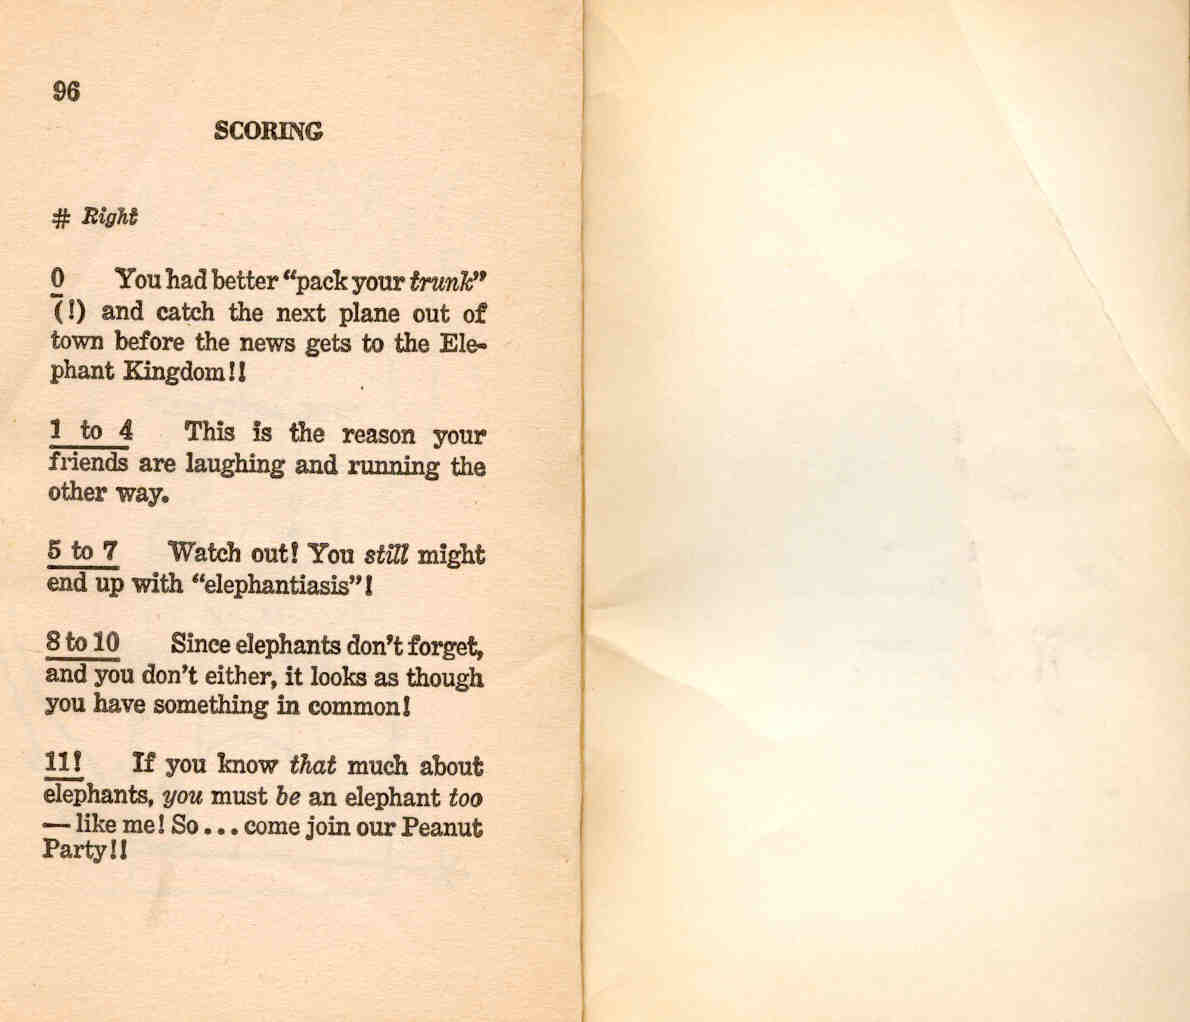 96
SCORING
# Right
0 You had better “pack your trunk”
(!) and catch the next plane out of
town before the news gets to the Ele-
phant Kingdom!!
1 to 4 This is the reason your
friends are laughing and running the
other way.
5 to 7 Watch out! You still might
end up with “elephantiasis”!
8 to 10 Since elephants don’t forget,
and you don’t either, it looks as though
you have something in common!
11! If you know that much about
elephants, you must be an elephant too
— like me! So... come join our Peanut
Party!!